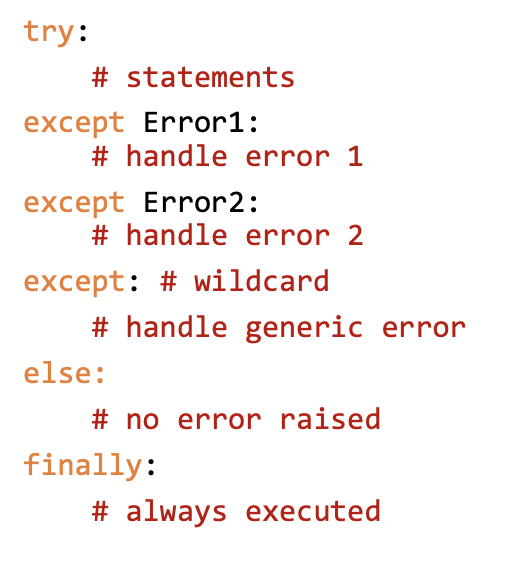 try:
    # statements
except Error1:
    # handle error 1
except Error2:
    # handle error 2
except: # wildcard
    # handle generic error
else:
    # no error raised
finally:
    # always executed